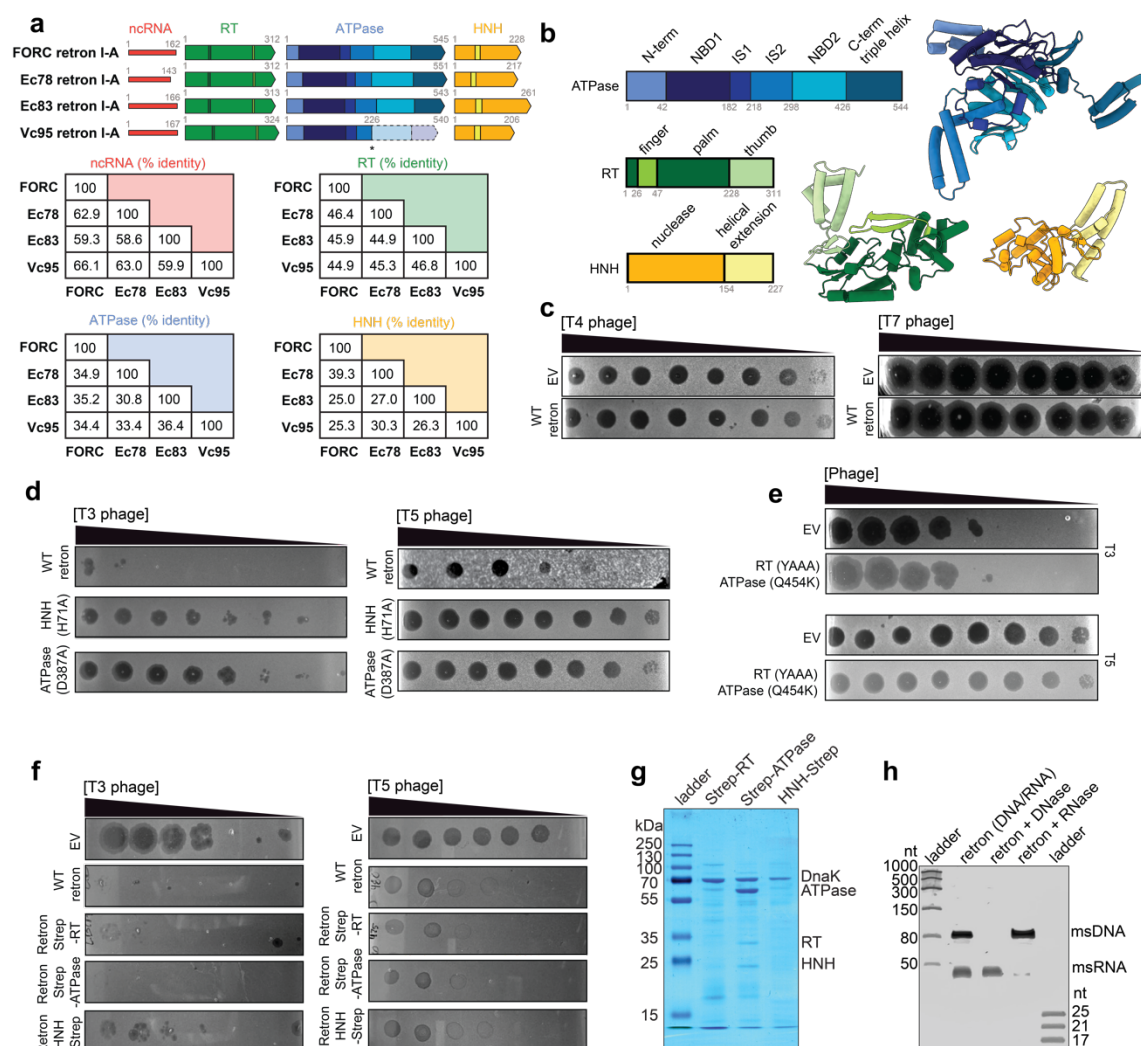 a
ncRNA RT ATPase HNH
1 162 1 312 1 545 1 228
FORC retron I-A
1 143 1 313 1 551 1 217
Ec78 retron I-A
1 166 1 313 1 543 1 261
Ec83 retron I-A
1 167 1 324 1 226 540 1 206
Vc95 retron I-A
*
ncRNA (% identity)
FORC 100
Ec78 62.9 100
Ec83 59.3 58.6 100
Vc95 66.1 63.0 59.9 100
FORC Ec78 Ec83 Vc95
RT (% identity)
FORC 100
Ec78 46.4 100
Ec83 45.9 44.9 100
Vc95 44.9 45.3 46.8 100
FORC Ec78 Ec83 Vc95
ATPase (% identity)
FORC 100
Ec78 34.9 100
Ec83 35.2 30.8 100
Vc95 34.4 33.4 36.4 100
FORC Ec78 Ec83 Vc95
HNH (% identity)
FORC 100
Ec78 39.3 100
Ec83 25.0 27.0 100
Vc95 25.3 30.3 26.3 100
FORC Ec78 Ec83 Vc95
b
N-term NBD1 IS1 IS2 NBD2 C-term triple helix
ATPase
1 42 182 218 298 426 544
finger palm thumb
RT
1 26 47 228 311
nuclease helical extension
HNH
1 154 227
c
[T4 phage]
EV
WT retron
[T7 phage]
EV
WT retron
d
[T3 phage]
WT retron
HNH (H71A)
ATPase (D387A)
[T5 phage]
WT retron
HNH (H71A)
ATPase (D387A)
e
[Phage]
EV
RT (YAAA)
ATPase (Q454K)
T3
EV
RT (YAAA)
ATPase (Q454K)
T5
f
[T3 phage]
EV
WT retron
Retron Strep -RT
Retron Strep -ATPase
Retron HNH -Strep
[T5 phage]
EV
WT retron
Retron Strep -RT
Retron Strep -ATPase
Retron HNH -Strep
g
ladder Strep-RT Strep-ATPase HNH-Strep
kDa
250
130
100
70
55
35
25
15
DnaK
ATPase
RT
HNH
h
ladder retron (DNA/RNA) retron + DNase retron + RNase ladder
nt
1000
500
300
150
80
50
msDNA
msRNA
nt
25
21
17